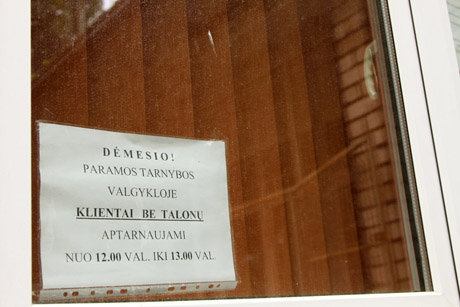 DĖMESIO!
PARAMOS TARNYBOS
VALGYKLOJE
KLIENTAI BE TALONŲ
APTARNAUJAMI
NUO 12.00 VAL. IKI 13.00 VAL.